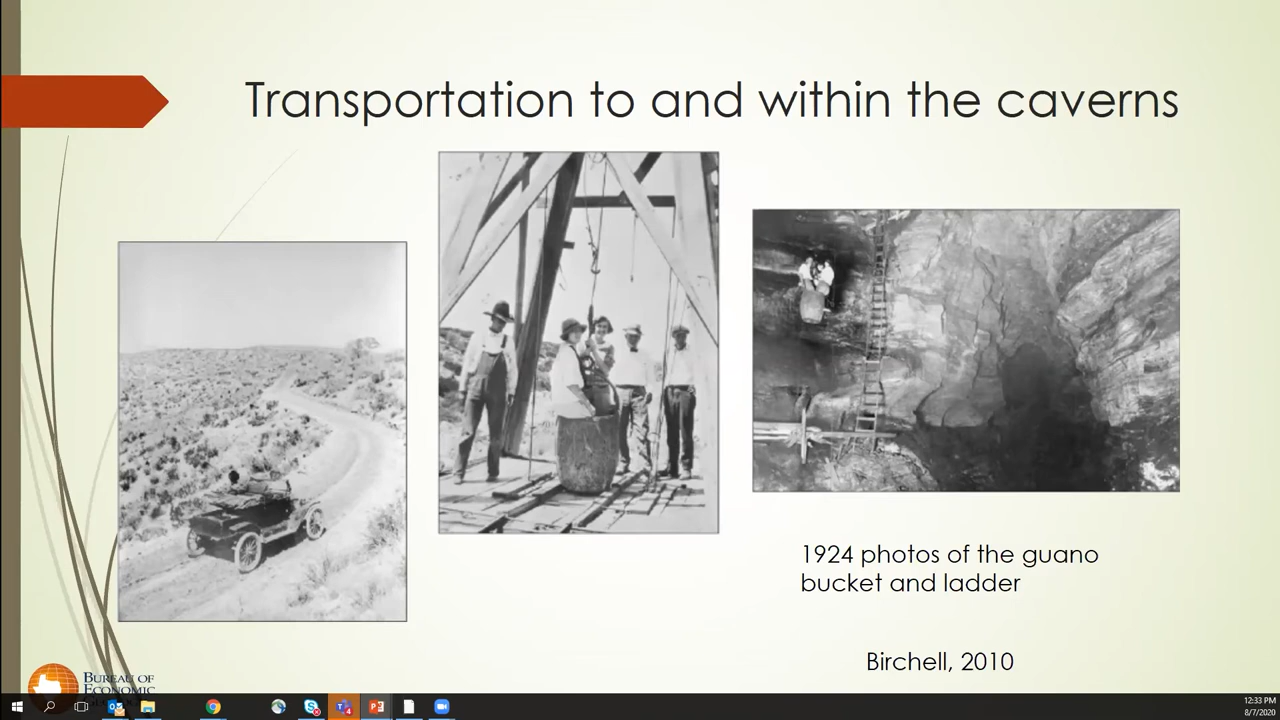 Transportation to and within the caverns
1924 photos of the guano
bucket and ladder
Birchell, 2010
BUREAU OF
ECONOMIC
12:33 PM
8/7/2020